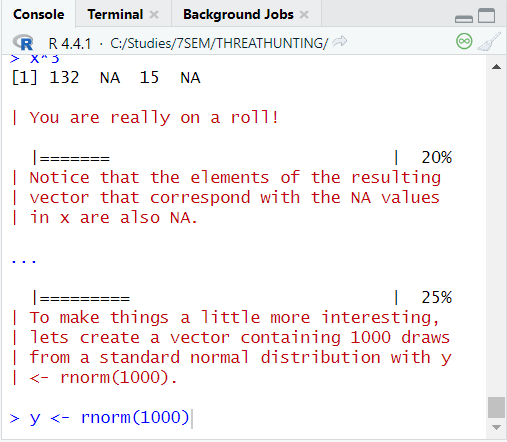 Console Terminal × Background Jobs ×
R R 4.4.1 · C:/Studies/7SEM/THREATHUNTING/
> x*3
[1] 132 NA 15 NA
| You are really on a roll!
|======= | 20%
| Notice that the elements of the resulting
| vector that correspond with the NA values
| in x are also NA.
...
|========= | 25%
| To make things a little more interesting,
| lets create a vector containing 1000 draws
| from a standard normal distribution with y
| <- rnorm(1000).
> y <- rnorm(1000)